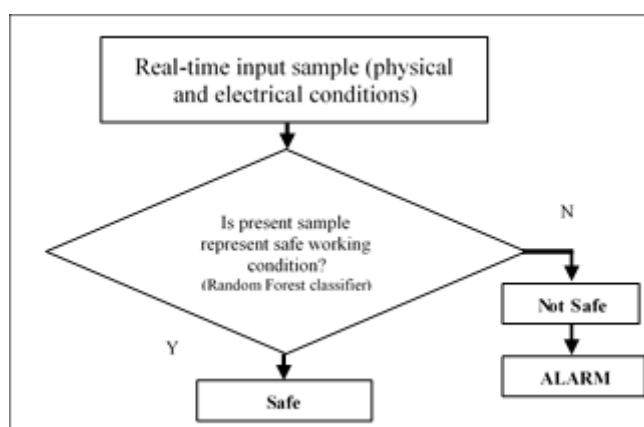 Real-time input sample (physical
and electrical conditions)
Is present sample
represent safe working
condition?
(Random Forest classifier)
N
Not Safe
Y
ALARM
Safe